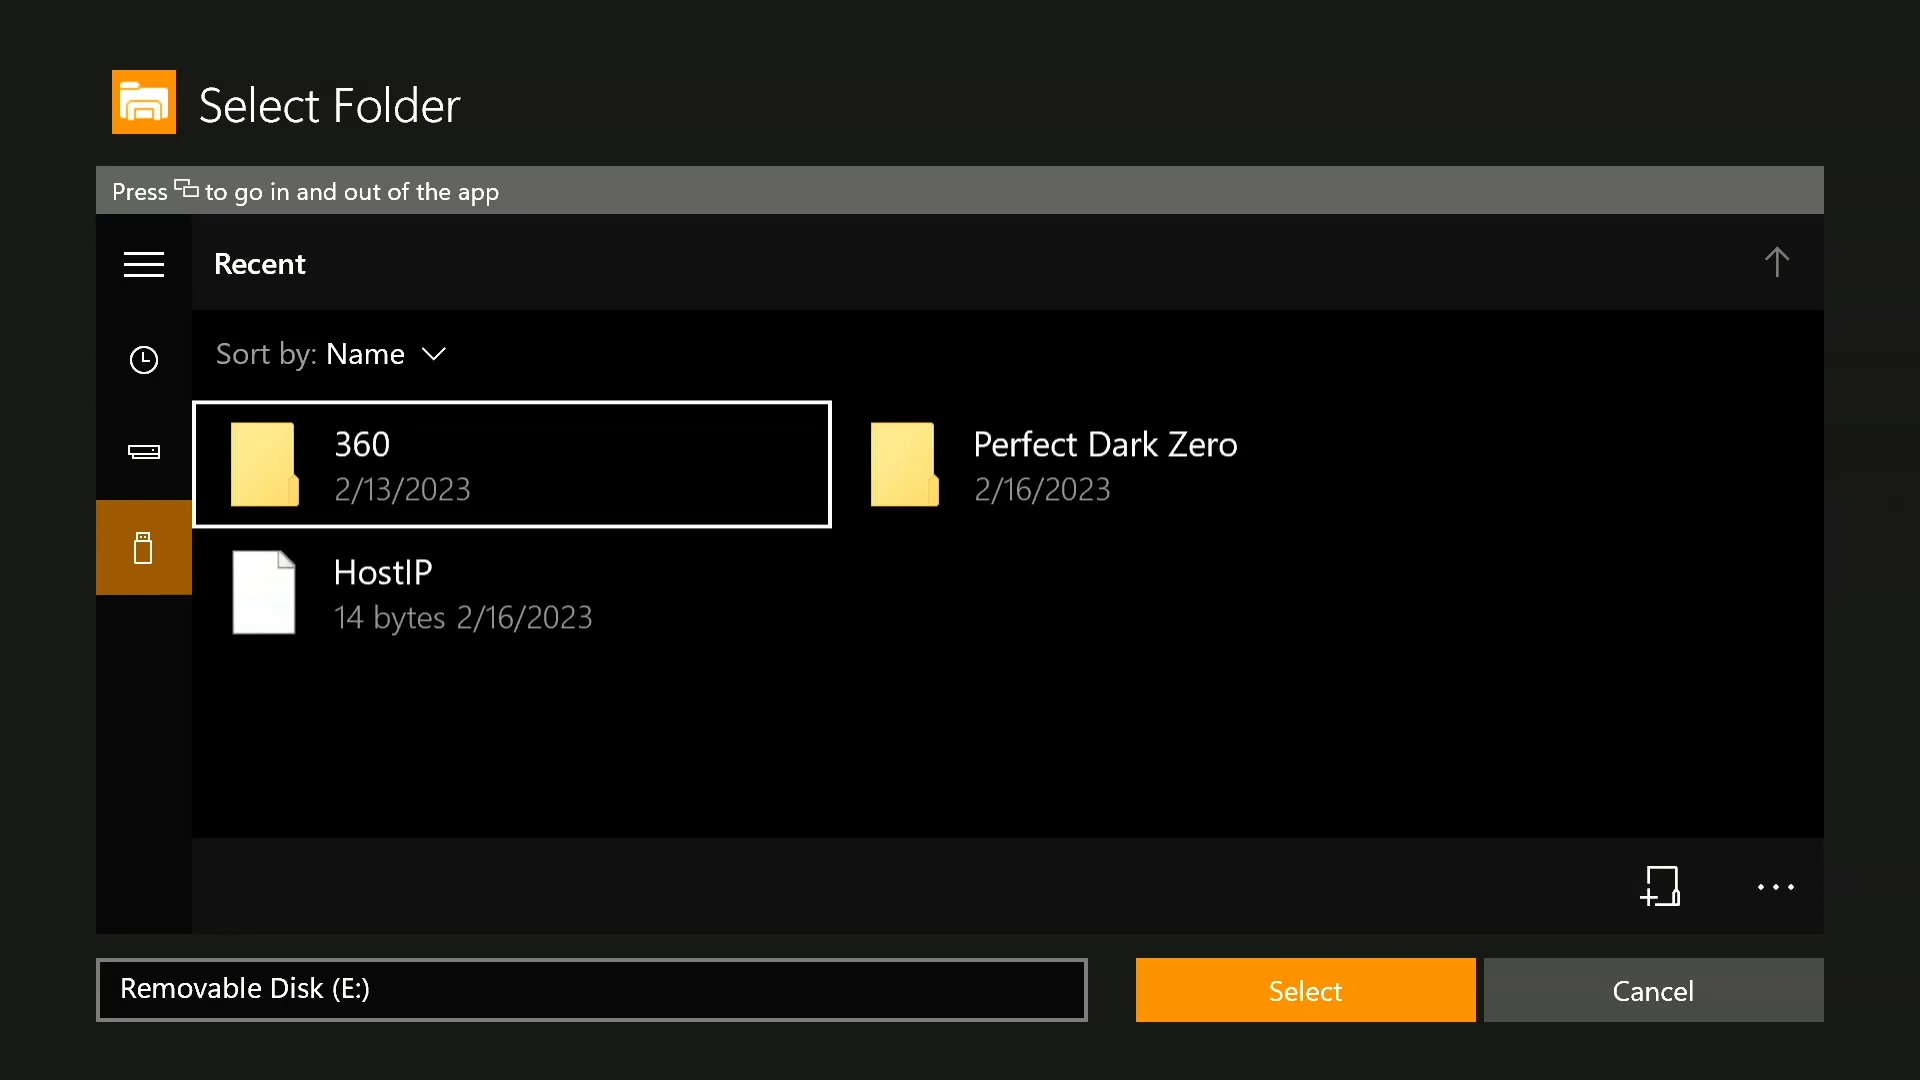 Select Folder
Press to go in and out of the app
Recent
Sort by: Name
360
2/13/2023
Perfect Dark Zero
2/16/2023
HostIP
14 bytes 2/16/2023
Removable Disk (E:)
Select
Cancel